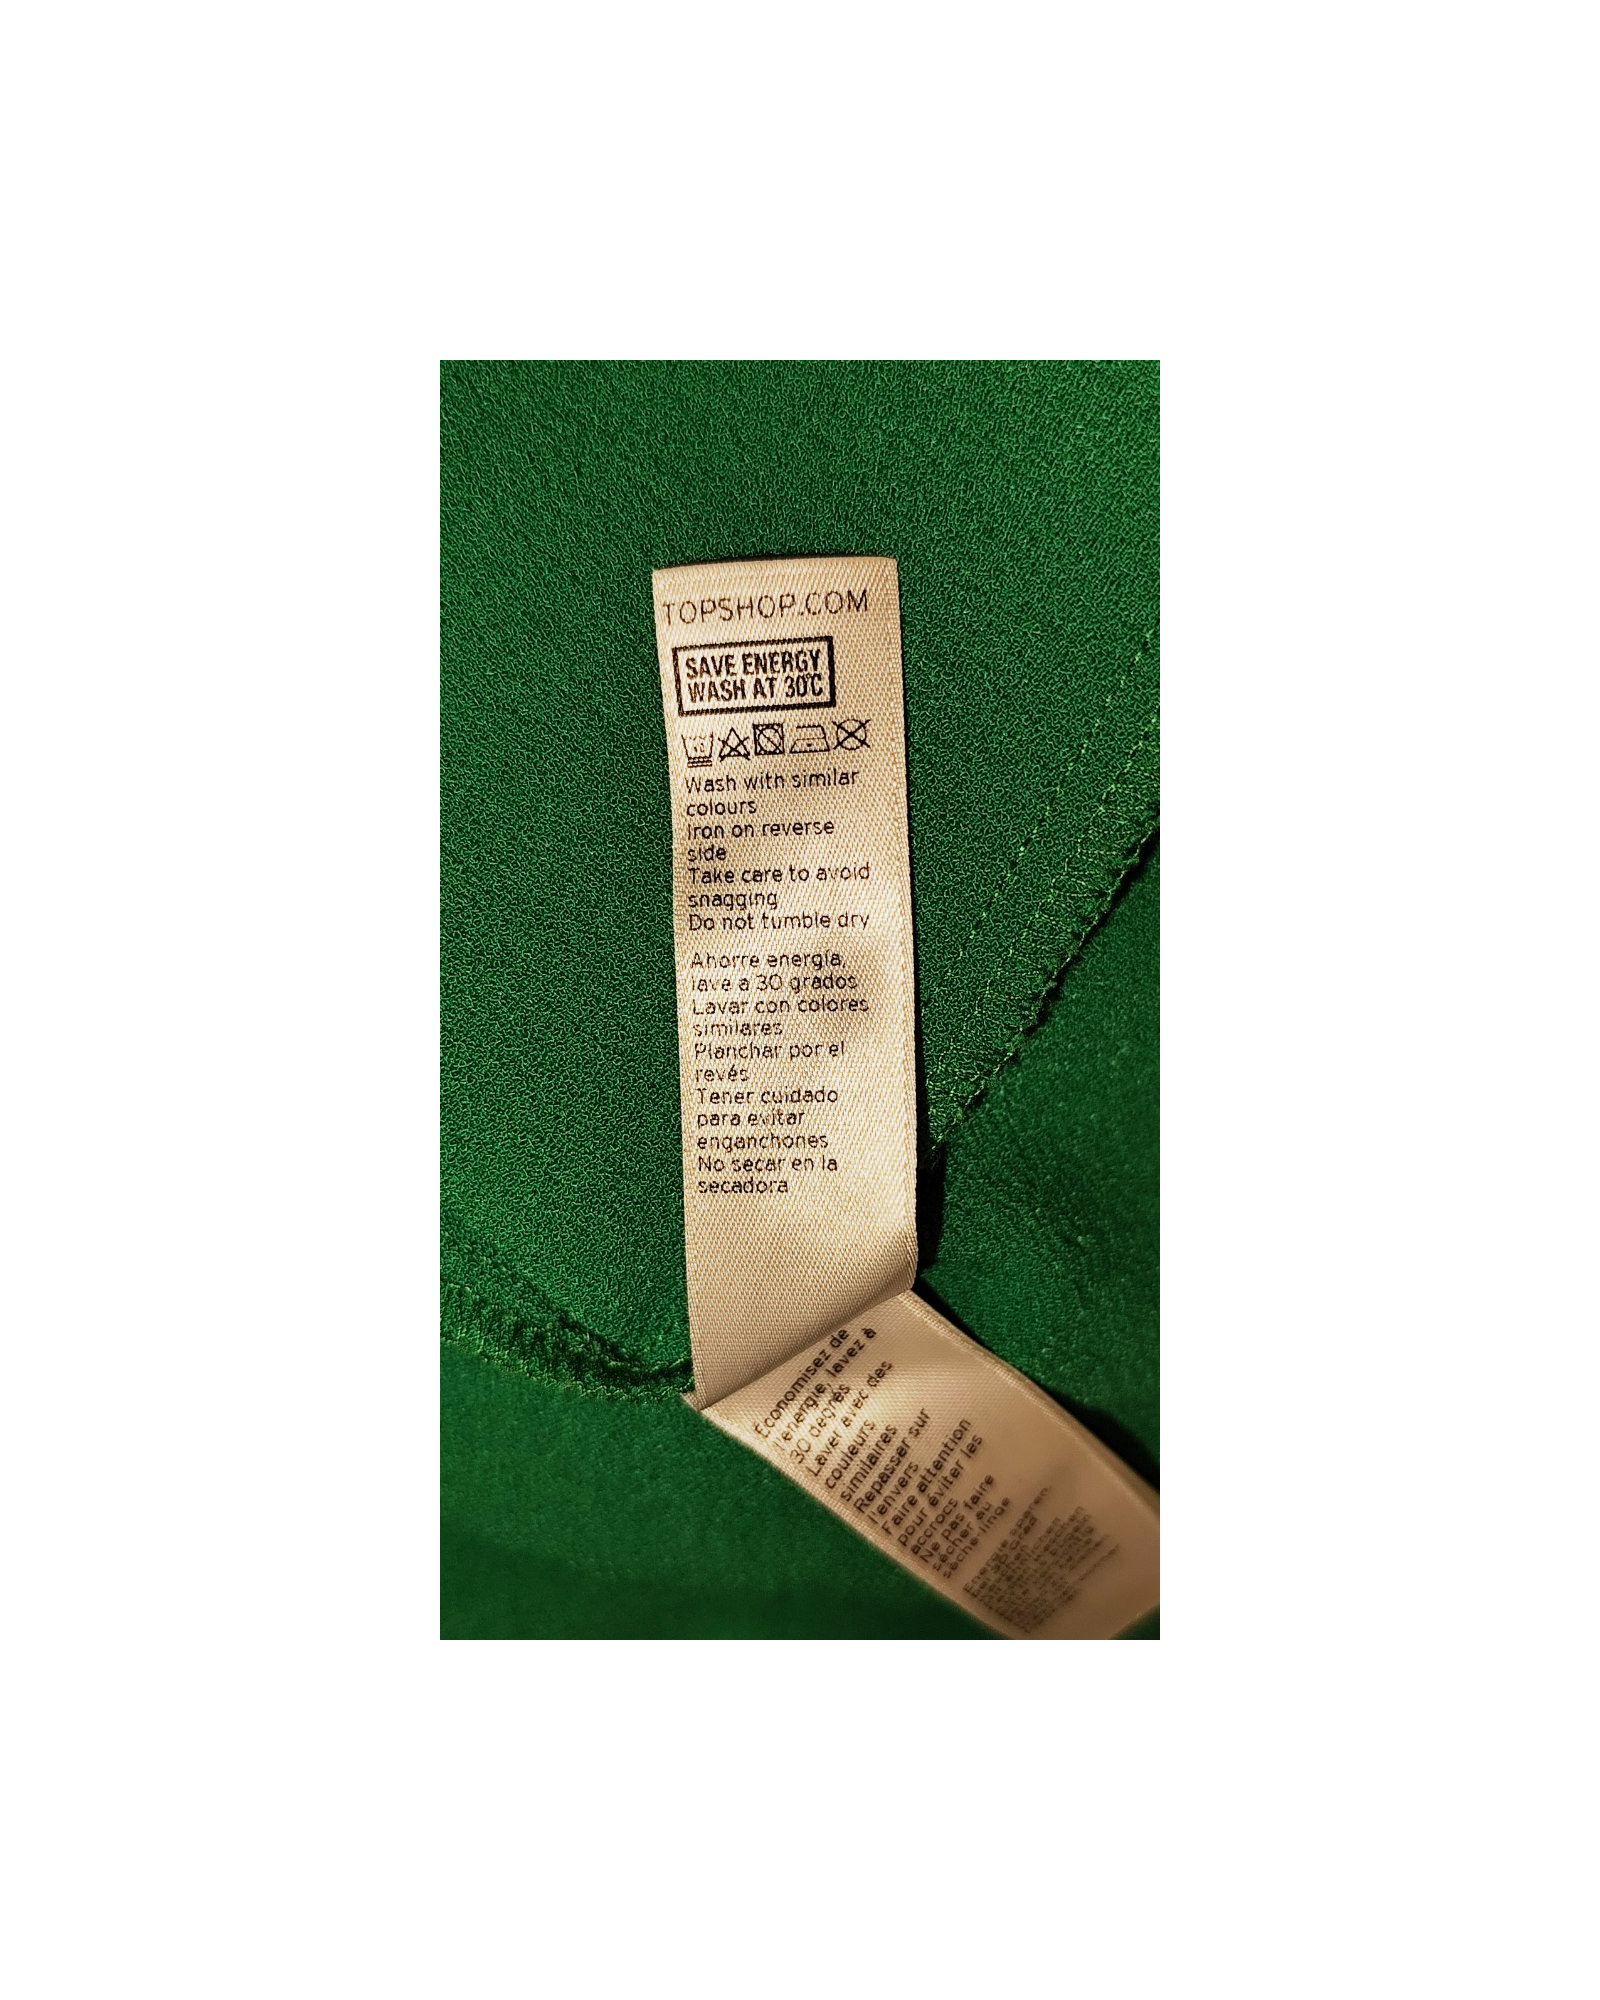 TOPSHOP.COM
SAVE ENERGY
WASH AT 30°C
Wash with similar
colours
Iron on reverse
side
Take care to avoid
snagging
Do not tumble dry
Ahorre energía,
lave a 30 grados
Lavar con colores
similares
Planchar por el
revés
Tener cuidado
para evitar
enganchones
No secar en la
secadora
Économisez de
l'énergie, lavez à
30 degrés
Laver avec des
couleurs
similaires
Repasser sur
l'envers
Faire attention
pour éviter les
accrocs
Ne pas faire
sécher au
sèche-linge